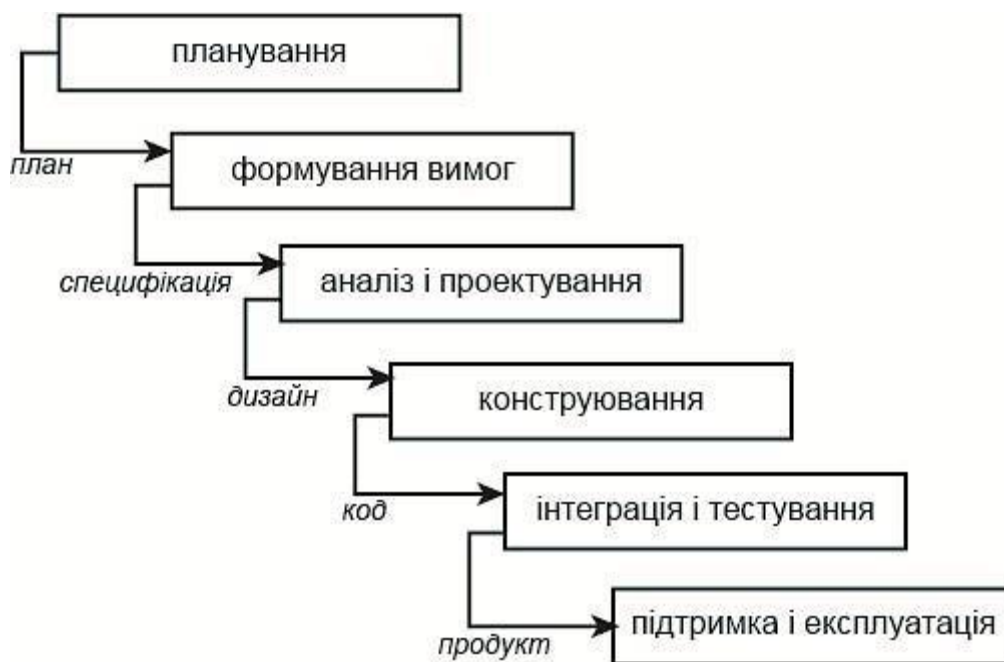 планування
план
формування вимог
специфікація
аналіз і проектування
дизайн
конструювання
код
інтеграція і тестування
продукт
підтримка і експлуатація